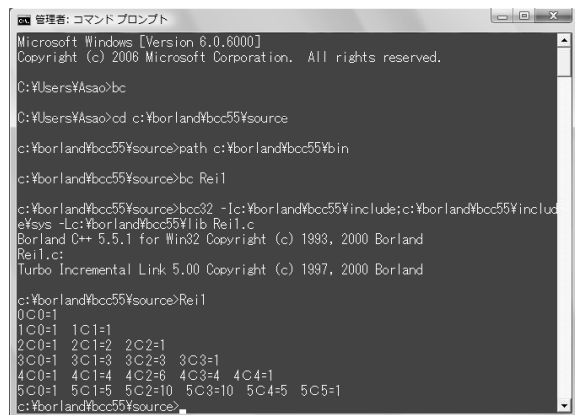 管理者: コマンド プロンプト
Microsoft Windows [Version 6.0.6000]
Copyright (c) 2006 Microsoft Corporation.  All rights reserved.
C:¥Users¥Asao>bc
C:¥Users¥Asao>cd c:¥borland¥bcc55¥source
c:¥borland¥bcc55¥source>path c:¥borland¥bcc55¥bin
c:¥borland¥bcc55¥source>bc Rei1
c:¥borland¥bcc55¥source>bcc32 -Ic:¥borland¥bcc55¥include;c:¥borland¥bcc55¥includ
e¥sys -Lc:¥borland¥bcc55¥lib Rei1.c
Borland C++ 5.5.1 for Win32 Copyright (c) 1993, 2000 Borland
Rei1.c:
Turbo Incremental Link 5.00 Copyright (c) 1997, 2000 Borland
c:¥borland¥bcc55¥source>Rei1
0C0=1
1C0=1  1C1=1
2C0=1  2C1=2  2C2=1
3C0=1  3C1=3  3C2=3  3C3=1
4C0=1  4C1=4  4C2=6  4C3=4  4C4=1
5C0=1  5C1=5  5C2=10  5C3=10  5C4=5  5C5=1
c:¥borland¥bcc55¥source>